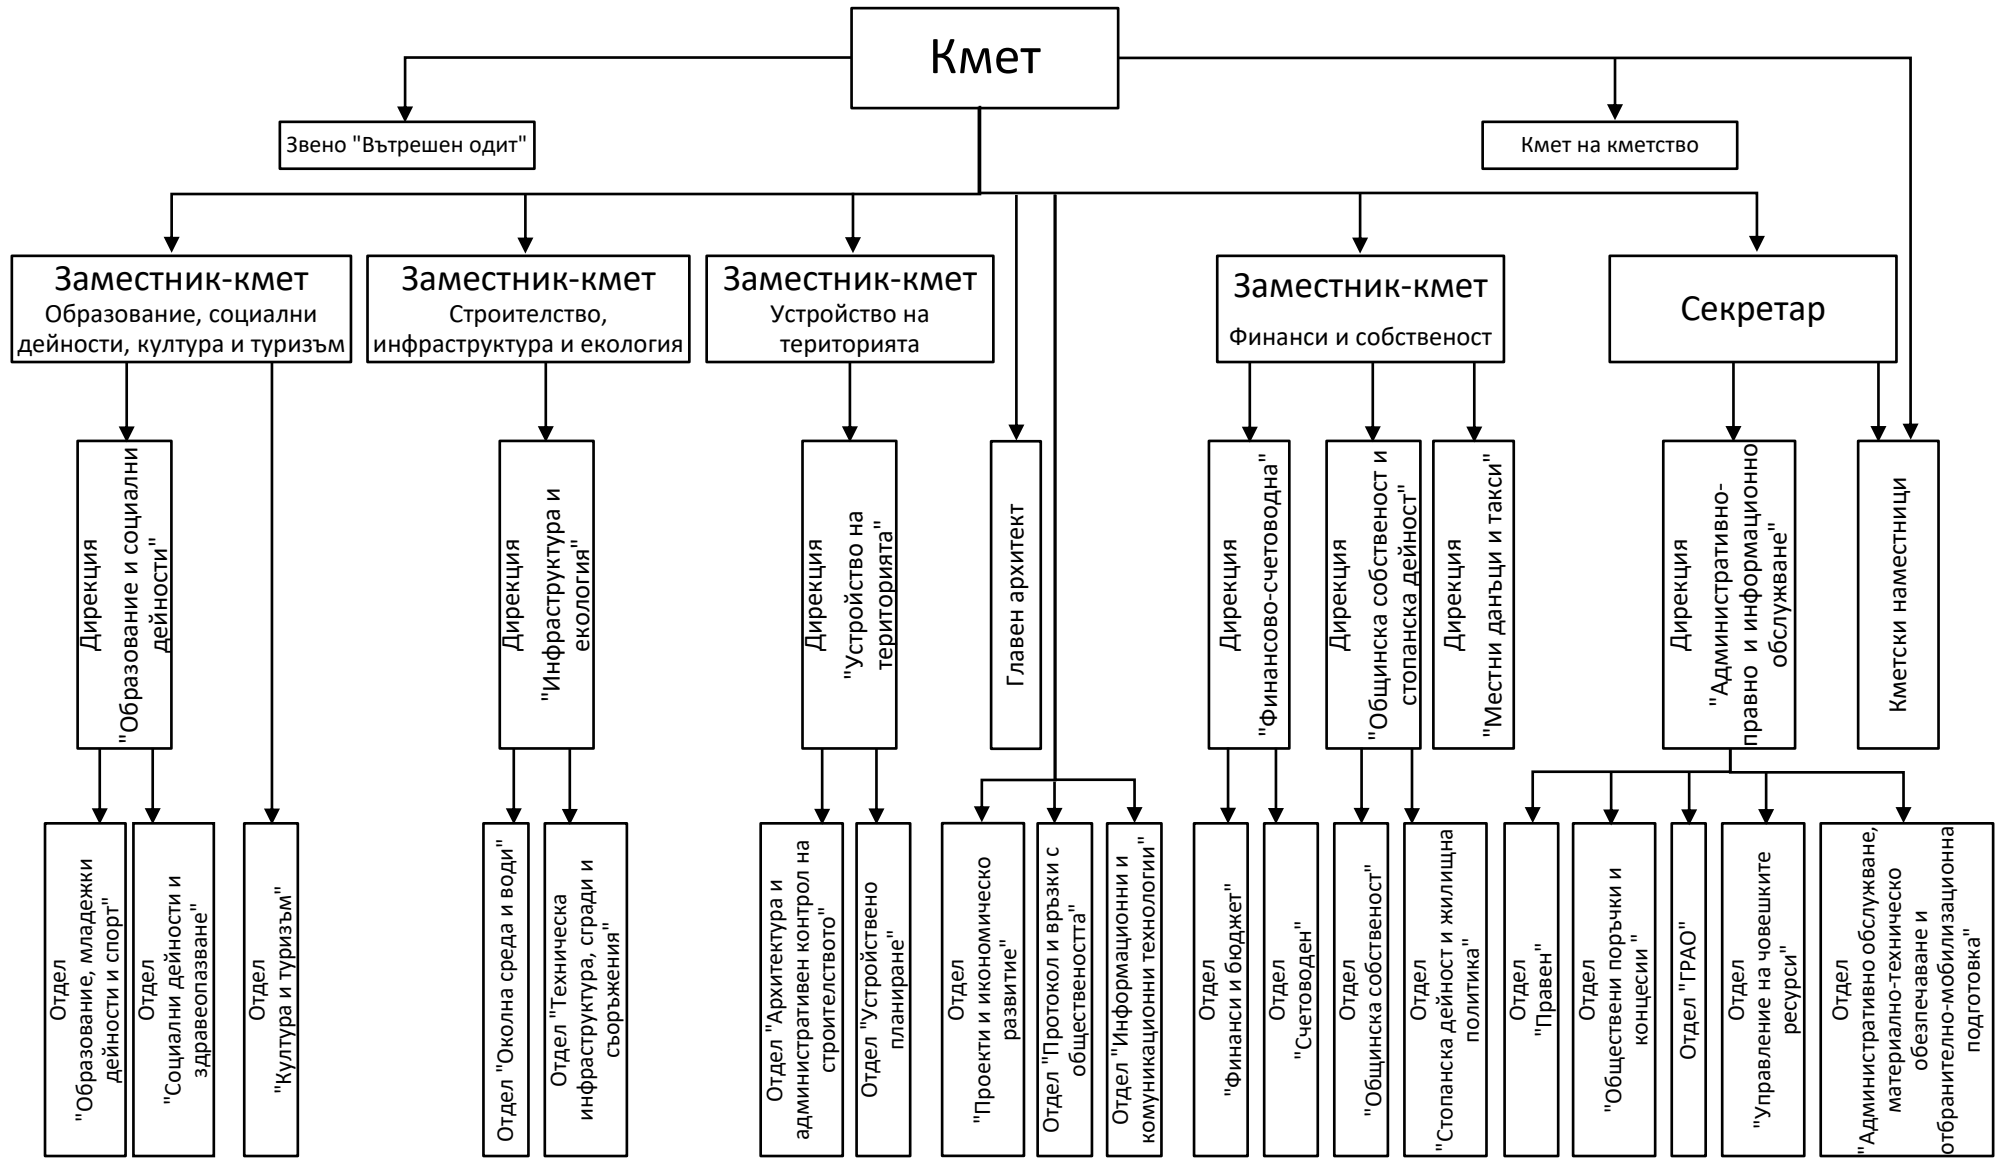 Кмет
Звено "Вътрешен одит"
Кмет на кметство
Заместник-кмет
Образование, социални
дейности, култура и туризъм
Заместник-кмет
Строителство,
инфраструктура и екология
Заместник-кмет
Устройство на
територията
Заместник-кмет
Финанси и собственост
Секретар
Дирекция
"Образование и социални
дейности"
Дирекция
"Инфраструктура и
екология"
Дирекция
"Устройство на
територията"
Главен архитект
Дирекция
"Финансово-счетоводна"
Дирекция
"Общинска собственост и
стопанска дейност"
Дирекция
"Местни данъци и такси"
Дирекция
"Административно-
правно и информационно
обслужване"
Кметски наместници
Отдел
"Образование, младежки
дейности и спорт"
Отдел
"Социални дейности и
здравеопазване"
Отдел
"Култура и туризъм"
Отдел "Околна среда и води"
Отдел "Техническа
инфраструктура, сгради и
съоръжения"
Отдел "Архитектура и
административен контрол на
строителството"
Отдел "Устройствено
планиране"
Отдел
"Проекти и икономическо
развитие"
Отдел "Протокол и връзки с
обществеността"
Отдел "Информационни и
комуникационни технологии"
Отдел
"Финанси и бюджет"
Отдел
"Счетоводен"
Отдел
"Общинска собственост"
Отдел
"Стопанска дейност и жилищна
политика"
Отдел
"Правен"
Отдел
"Обществени поръчки и
концесии "
Отдел "ГРАО"
Отдел
"Управление на човешките
ресурси"
Отдел
"Административно обслужване,
материално-техническо
обезпечаване и
отбранително-мобилизационна
подготовка"